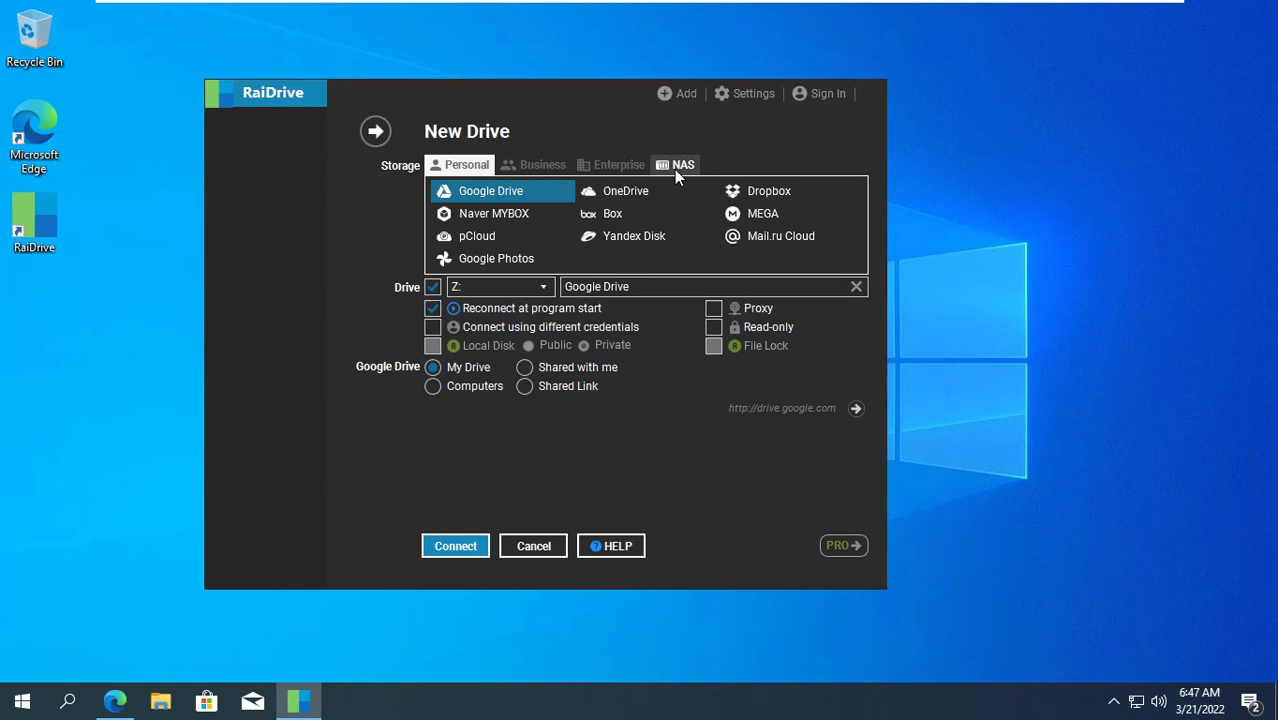 Recycle Bin
Microsoft
Edge
RaiDrive
RaiDrive
Add
Settings
Sign In
New Drive
Storage Personal Business Enterprise NAS
Google Drive OneDrive Dropbox
Naver MYBOX box Box MEGA
pCloud Yandex Disk Mail.ru Cloud
Google Photos
Drive Z: Google Drive
Reconnect at program start Proxy
Connect using different credentials Read-only
R Local Disk Public Private R File Lock
Google Drive My Drive Shared with me
Computers Shared Link
http://drive.google.com
Connect Cancel ? HELP PRO
6:47 AM
3/21/2022
2